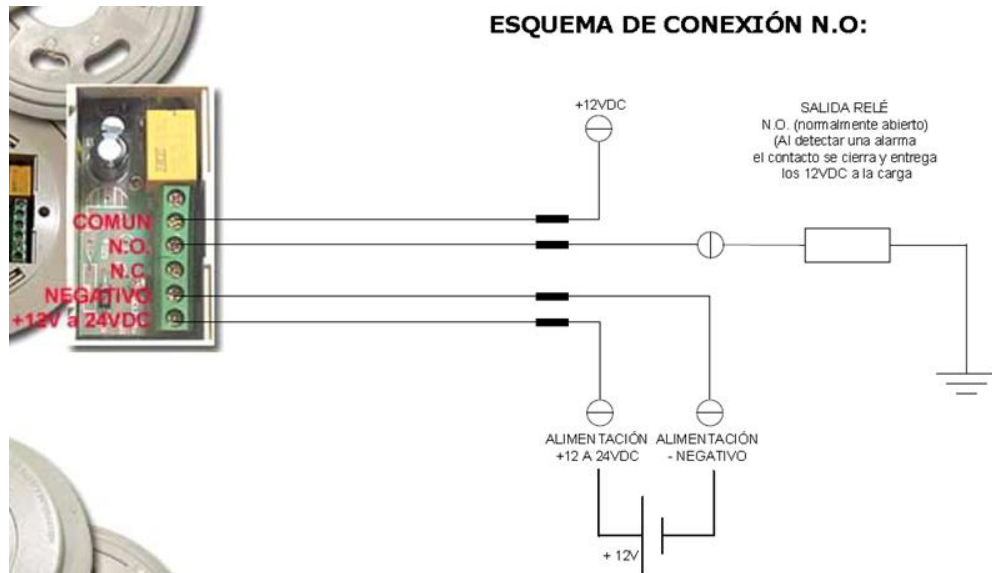 ESQUEMA DE CONEXIÓN N.O:
+12VDC
SALIDA RELÉ
N.O. (normalmente abierto)
(Al detectar una alarma
el contacto se cierra y entrega
los 12VDC a la carga
COMUN
N.O.
N.C.
NEGATIVO
+12V a 24VDC
ALIMENTACIÓN
+12 A 24VDC
ALIMENTACIÓN
- NEGATIVO
+ 12V